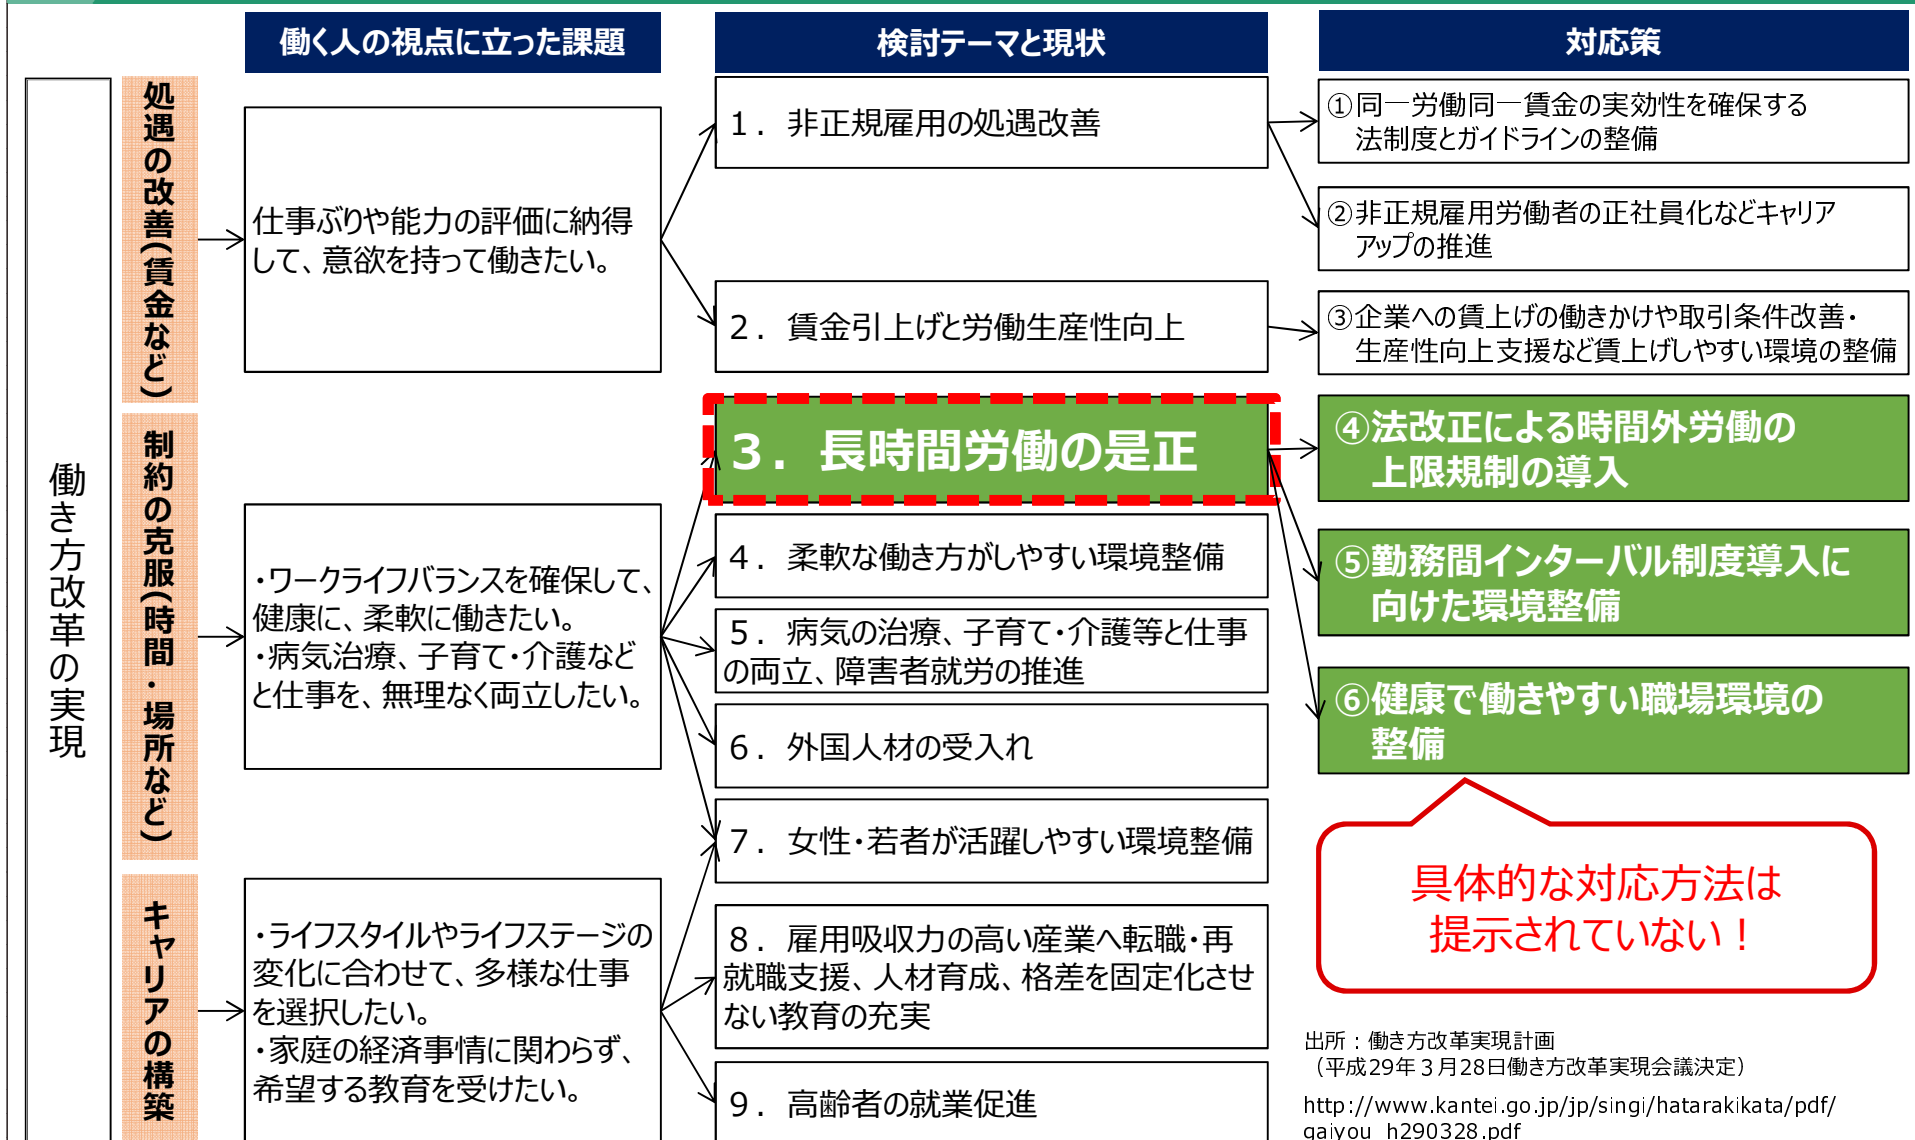 働く人の視点に立った課題
検討テーマと現状
対応策
働き方改革の実現
処遇の改善(賃金など)
仕事ぶりや能力の評価に納得
して、意欲を持って働きたい。
１．非正規雇用の処遇改善
２．賃金引上げと労働生産性向上
①同一労働同一賃金の実効性を確保する
法制度とガイドラインの整備
②非正規雇用労働者の正社員化などキャリア
アップの推進
③企業への賃上げの働きかけや取引条件改善・
生産性向上支援など賃上げしやすい環境の整備
制約の克服(時間・場所など)
・ワークライフバランスを確保して、
健康に、柔軟に働きたい。
・病気治療、子育て・介護など
と仕事を、無理なく両立したい。
３．長時間労働の是正
４．柔軟な働き方がしやすい環境整備
５．病気の治療、子育て・介護等と仕事
の両立、障害者就労の推進
６．外国人材の受入れ
７．女性・若者が活躍しやすい環境整備
④法改正による時間外労働の
上限規制の導入
⑤勤務間インターバル制度導入に
向けた環境整備
⑥健康で働きやすい職場環境の
整備
具体的な対応方法は
提示されていない！
キャリアの構築
・ライフスタイルやライフステージの
変化に合わせて、多様な仕事
を選択したい。
・家庭の経済事情に関わらず、
希望する教育を受けたい。
８．雇用吸収力の高い産業へ転職・再
就職支援、人材育成、格差を固定化させ
ない教育の充実
９．高齢者の就業促進
出所：働き方改革実現計画
（平成29年３月28日働き方改革実現会議決定）
http://www.kantei.go.jp/jp/singi/hatarakikata/pdf/
gaiyou_h290328.pdf